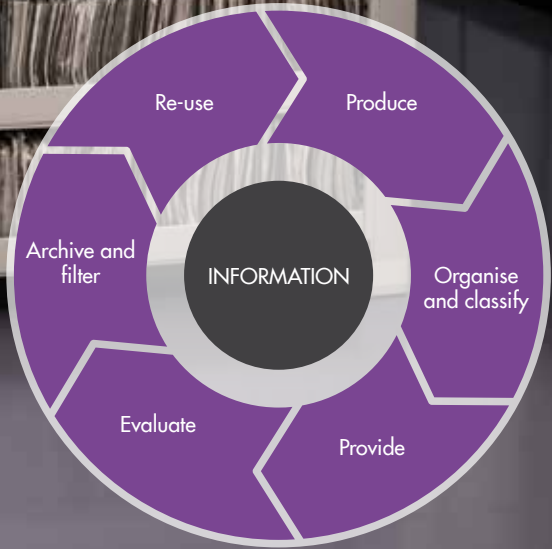 Re-use
Produce
Archive and
filter
INFORMATION
Organise
and classify
Evaluate
Provide